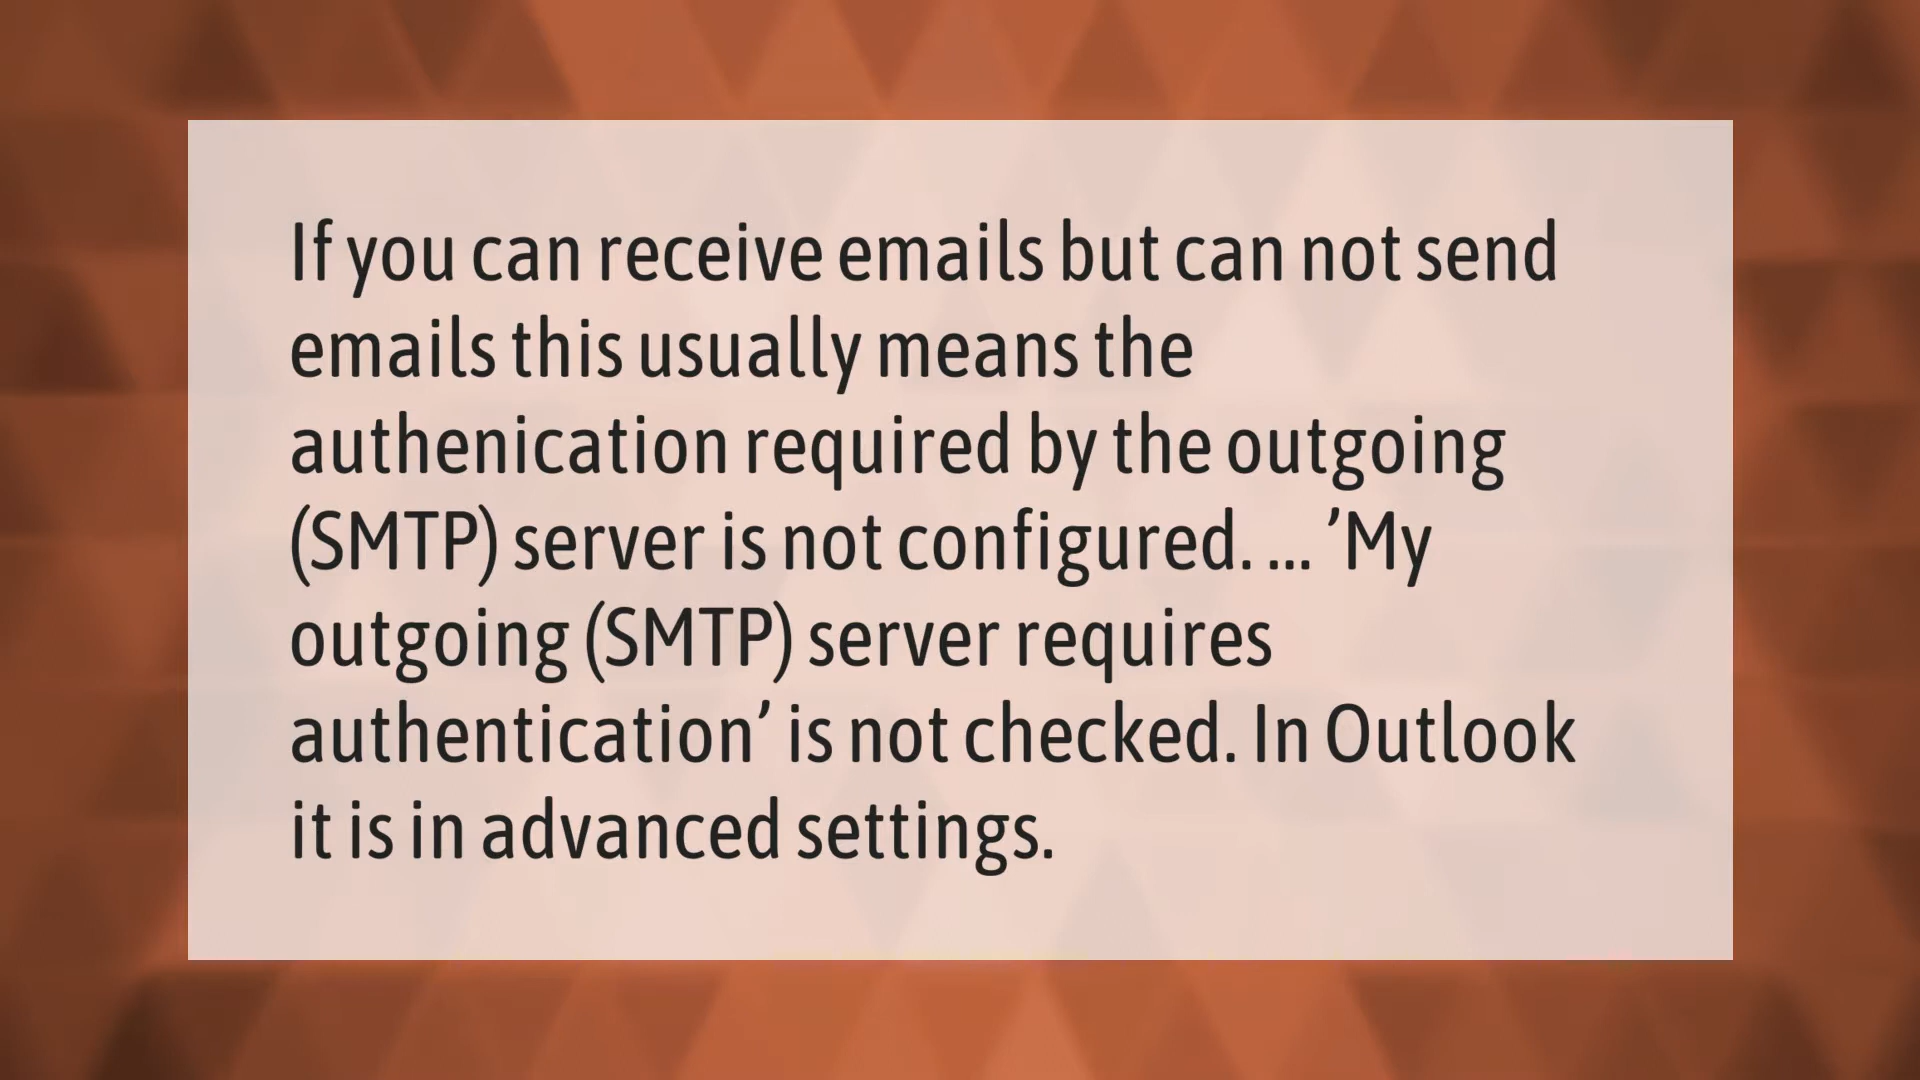 If you can receive emails but can not send
emails this usually means the
authenication required by the outgoing
(SMTP) server is not configured. ... ’My
outgoing (SMTP) server requires
authentication’ is not checked. In Outlook
it is in advanced settings.